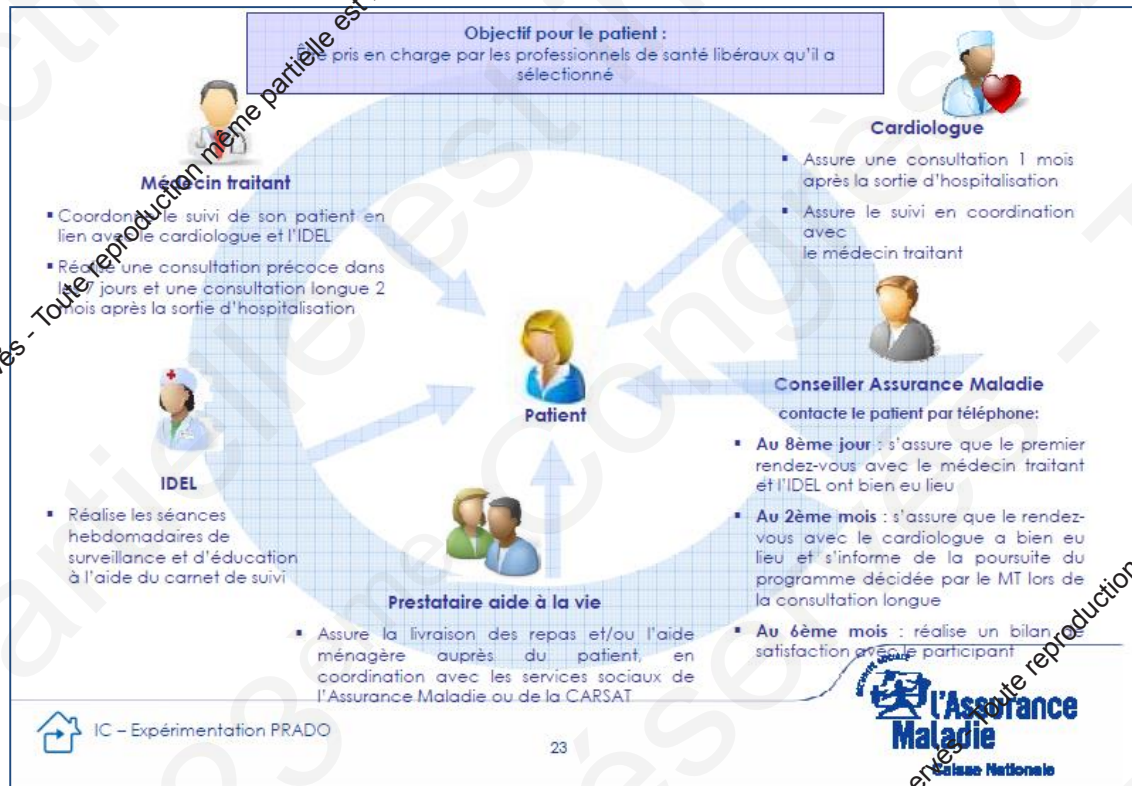 Objectif pour le patient :
pris en charge par les professionnels de santé libéraux qu'il a
sélectionné
Médecin traitant
▪ Coordonne le suivi de son patient en
lien avec le cardiologue et l'IDEL
▪ Réalise une consultation précoce dans
les 7 jours et une consultation longue 2
mois après la sortie d'hospitalisation
IDEL
▪ Réalise les séances
hebdomadaires de
surveillance et d'éducation
à l'aide du carnet de suivi
Patient
Prestataire aide à la vie
▪ Assure la livraison des repas et/ou l'aide
ménagère auprès du patient, en
coordination avec les services sociaux de
l'Assurance Maladie ou de la CARSAT
Cardiologue
▪ Assure une consultation 1 mois
après la sortie d'hospitalisation
▪ Assure le suivi en coordination
avec
le médecin traitant
Conseiller Assurance Maladie
contacte le patient par téléphone:
▪ Au 8ème jour : s'assure que le premier
rendez-vous avec le médecin traitant
et l'IDEL ont bien eu lieu
▪ Au 2ème mois : s'assure que le rendez-
vous avec le cardiologue a bien eu
lieu et s'informe de la poursuite du
programme décidée par le MT lors de
la consultation longue
▪ Au 6ème mois : réalise un bilan de
satisfaction avec le participant
IC – Expérimentation PRADO
23
SÉCURITÉ SOCIALE
l'Assurance
Maladie
Caisse Nationale
- Toute reproduction même partielle est
Toute reproduction